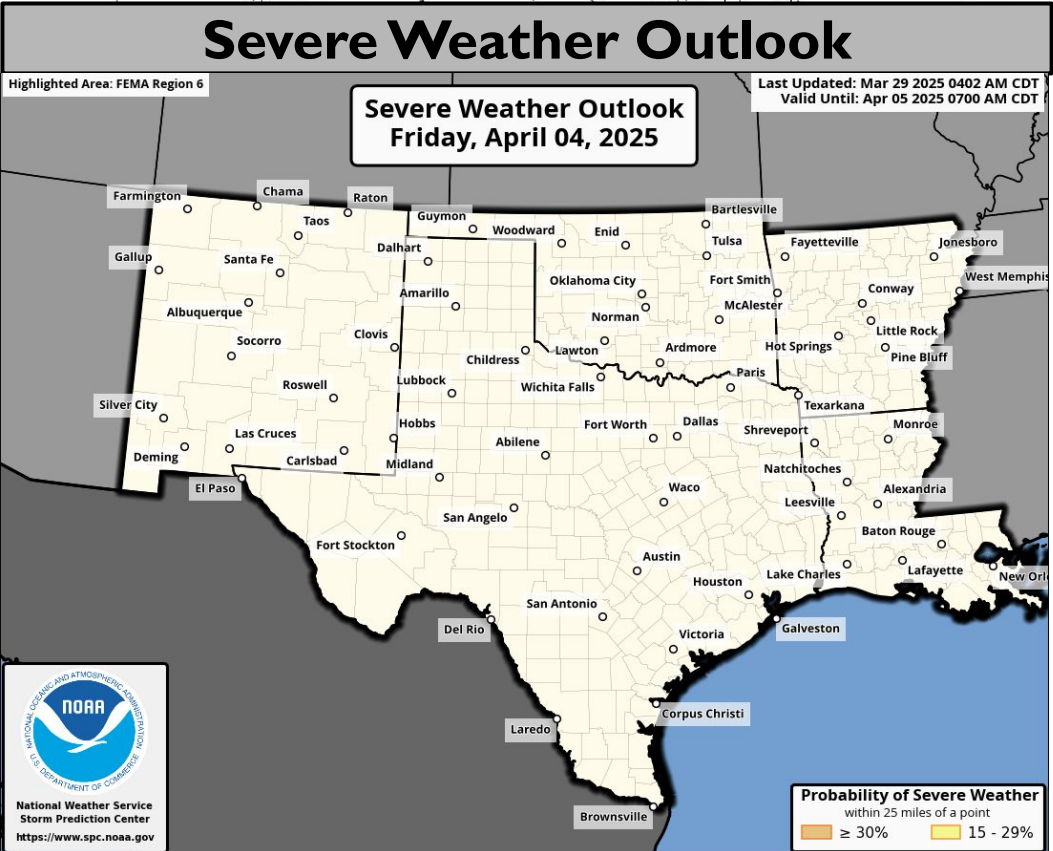 Severe Weather Outlook
Highlighted Area: FEMA Region 6
Last Updated: Mar 29 2025 0402 AM CDT
Valid Until: Apr 05 2025 0700 AM CDT
Severe Weather Outlook
Friday, April 04, 2025
Farmington
Chama
Raton
Taos
Guymon
Woodward
Enid
Bartlesville
Tulsa
Fayetteville
Jonesboro
Gallup
Santa Fe
Dalhart
Oklahoma City
Fort Smith
West Memphis
Albuquerque
Amarillo
Norman
McAlester
Conway
Socorro
Clovis
Childress
Lawton
Ardmore
Hot Springs
Little Rock
Pine Bluff
Roswell
Lubbock
Wichita Falls
Paris
Texarkana
Silver City
Hobbs
Fort Worth
Dallas
Shreveport
Monroe
Deming
Las Cruces
Carlsbad
Midland
Abilene
Natchitoches
El Paso
Waco
Leesville
Alexandria
San Angelo
Fort Stockton
Baton Rouge
Austin
Houston
Lake Charles
Lafayette
New Orl
San Antonio
Del Rio
Galveston
Victoria
Laredo
Corpus Christi
Brownsville
NATIONAL OCEANIC AND ATMOSPHERIC ADMINISTRATION
NOAA
U.S. DEPARTMENT OF COMMERCE
National Weather Service
Storm Prediction Center
https://www.spc.noaa.gov
Probability of Severe Weather
within 25 miles of a point
≥ 30%
15 - 29%